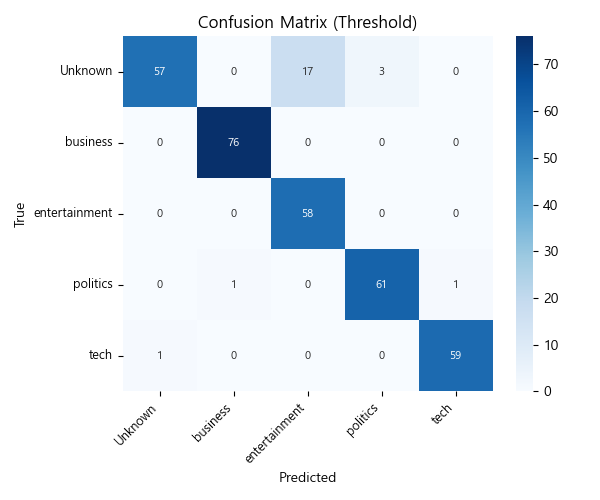 Confusion Matrix (Threshold)
Unknown 57 0 17 3 0
business 0 76 0 0 0
entertainment 0 0 58 0 0
politics 0 1 0 61 1
tech 1 0 0 0 59
True
Unknown business entertainment politics tech
Predicted
70
60
50
40
30
20
10
0